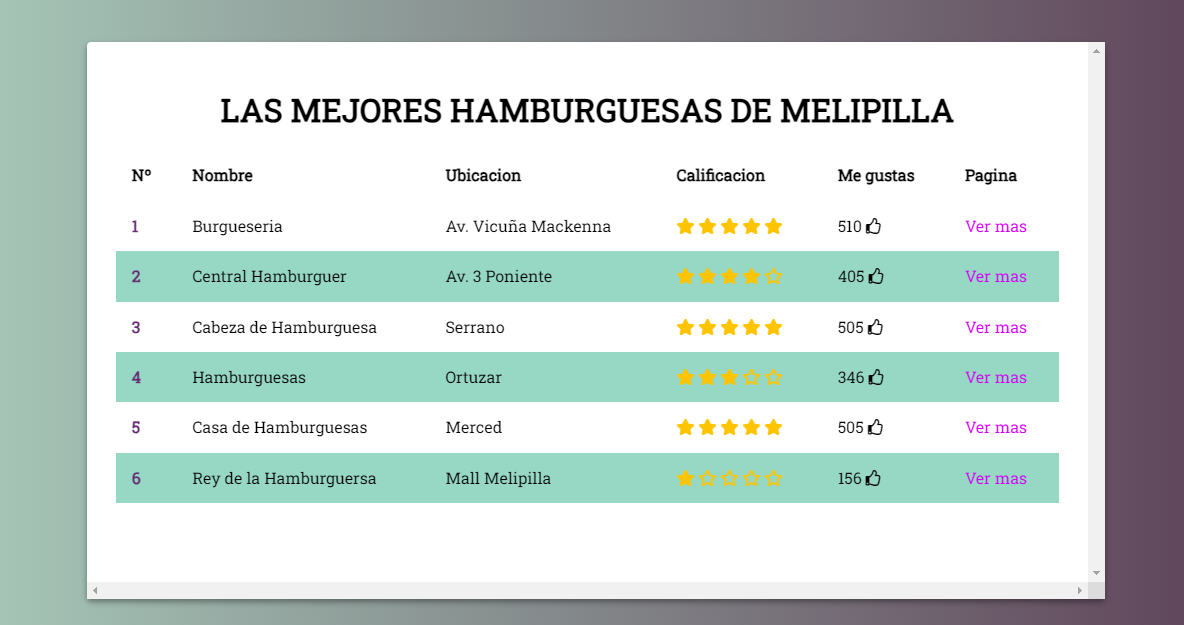 LAS MEJORES HAMBURGUESAS DE MELIPILLA
Nº Nombre Ubicacion Calificacion Me gustas Pagina
1 Burgueseria Av. Vicuña Mackenna 510 Ver mas
2 Central Hamburguer Av. 3 Poniente 405 Ver mas
3 Cabeza de Hamburguesa Serrano 505 Ver mas
4 Hamburguesas Ortuzar 346 Ver mas
5 Casa de Hamburguesas Merced 505 Ver mas
6 Rey de la Hamburguersa Mall Melipilla 156 Ver mas